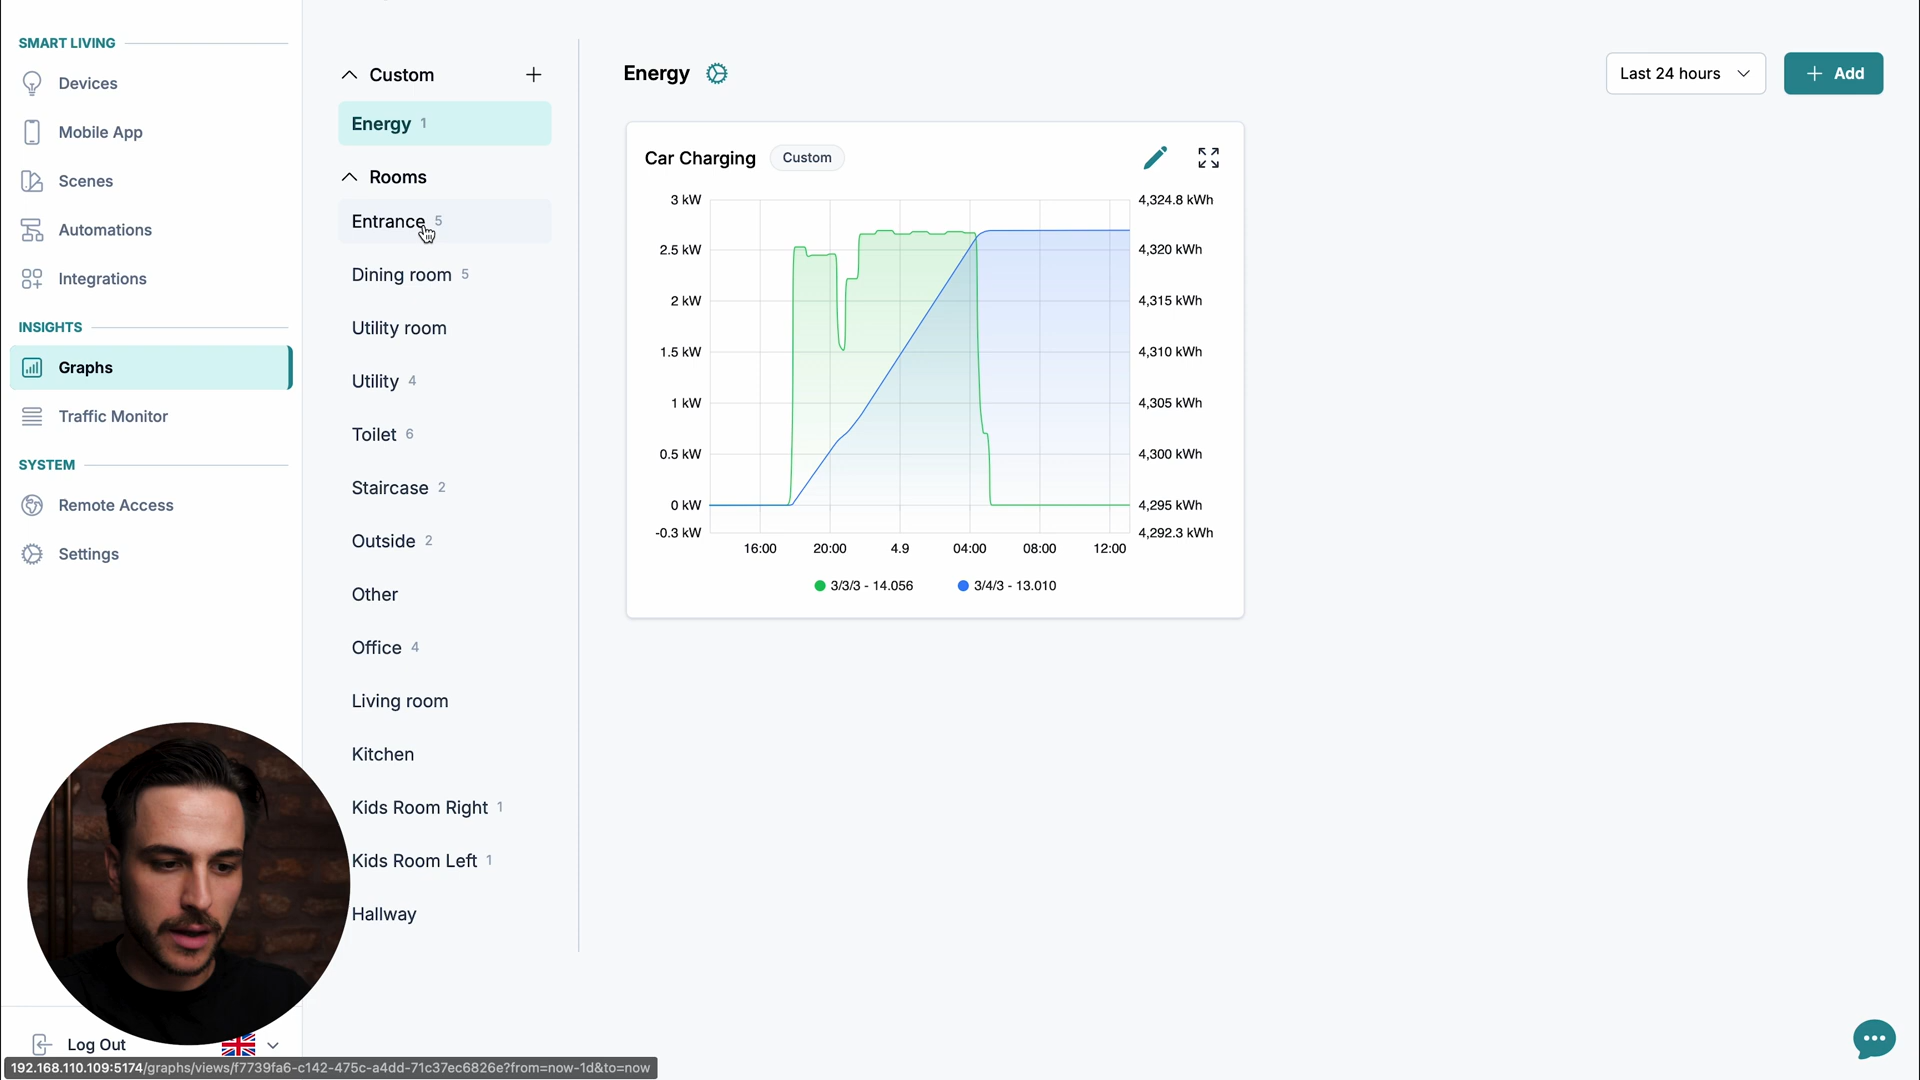 SMART LIVING
Devices
Mobile App
Scenes
Automations
Integrations
INSIGHTS
Graphs
Traffic Monitor
SYSTEM
Remote Access
Settings
Log Out
Custom
Energy 1
Rooms
Entrance 5
Dining room 5
Utility room
Utility 4
Toilet 6
Staircase 2
Outside 2
Other
Office 4
Living room
Kitchen
Kids Room Right 1
Kids Room Left 1
Hallway
Energy
Last 24 hours
Add
Car Charging Custom
3 kW 4,324.8 kWh
2.5 kW 4,320 kWh
2 kW 4,315 kWh
1.5 kW 4,310 kWh
1 kW 4,305 kWh
0.5 kW 4,300 kWh
0 kW 4,295 kWh
-0.3 kW 4,292.3 kWh
16:00 20:00 4.9 04:00 08:00 12:00
3/3/3 - 14.056 3/4/3 - 13.010
192.168.110.109:5174/graphs/views/f7739fa6-c142-475c-a4dd-71c37ec6826e?from=now-1d&to=now